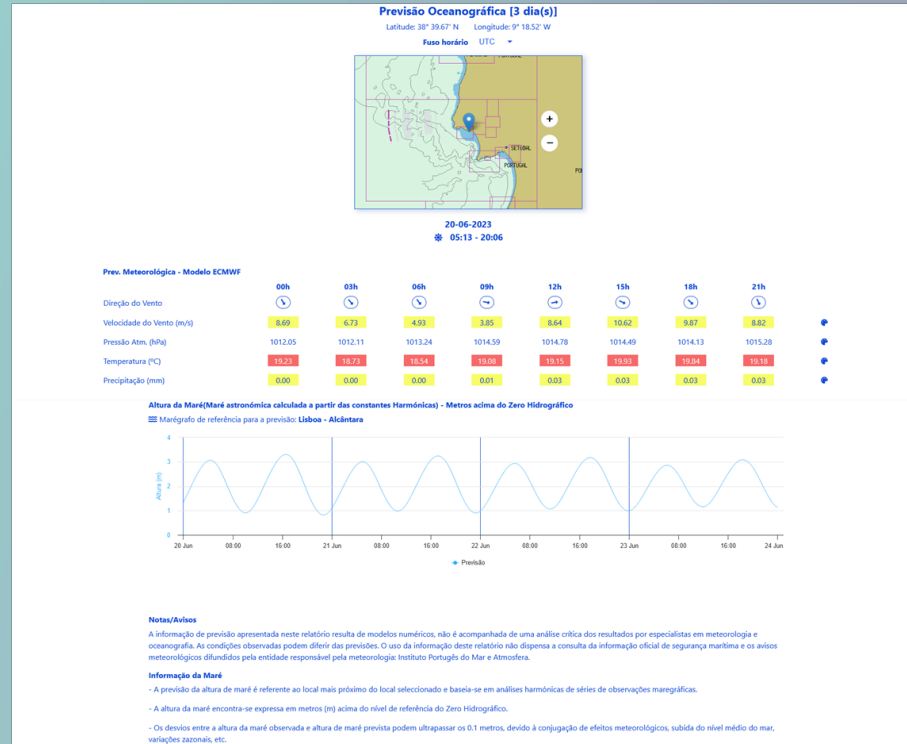 Previsão Oceanográfica [3 dia(s)]
Latitude: 38° 39.67' N Longitude: 9° 18.52' W
Fuso horário UTC
PORTUGAL
+
−
SETUBAL
PORTUGAL
PO
20-06-2023
05:13 - 20:06
Prev. Meteorológica - Modelo ECMWF
00h 03h 06h 09h 12h 15h 18h 21h
Direção do Vento
Velocidade do Vento (m/s) 8.69 6.73 4.93 3.85 8.64 10.62 9.87 8.82
Pressão Atm. (hPa) 1012.05 1012.11 1013.24 1014.59 1014.78 1014.49 1014.13 1015.28
Temperatura (ºC) 19.23 18.73 18.54 19.08 19.15 19.93 19.84 19.18
Precipitação (mm) 0.00 0.00 0.00 0.01 0.03 0.03 0.03 0.03
Altura da Maré(Maré astronómica calculada a partir das constantes Harmónicas) - Metros acima do Zero Hidrográfico
Marégrafo de referência para a previsão: Lisboa - Alcântara
Altura (m)
4
3
2
1
0
20 Jun 08:00 16:00 21 Jun 08:00 16:00 22 Jun 08:00 16:00 23 Jun 08:00 16:00 24 Jun
Previsão
Notas/Avisos
A informação de previsão apresentada neste relatório resulta de modelos numéricos, não é acompanhada de uma análise crítica dos resultados por especialistas em meteorologia e
oceanografia. As condições observadas podem diferir das previsões. O uso da informação deste relatório não dispensa a consulta da informação oficial de segurança marítima e os avisos
meteorológicos difundidos pela entidade responsável pela meteorologia: Instituto Portugês do Mar e Atmosfera.
Informação da Maré
- A previsão da altura de maré é referente ao local mais próximo do local seleccionado e baseia-se em análises harmónicas de séries de observações maregráficas.
- A altura da maré encontra-se expressa em metros (m) acima do nível de referência do Zero Hidrográfico.
- Os desvios entre a altura da maré observada e altura de maré prevista podem ultrapassar os 0.1 metros, devido à conjugação de efeitos meteorológicos, subida do nível médio do mar,
variações zazonais, etc.